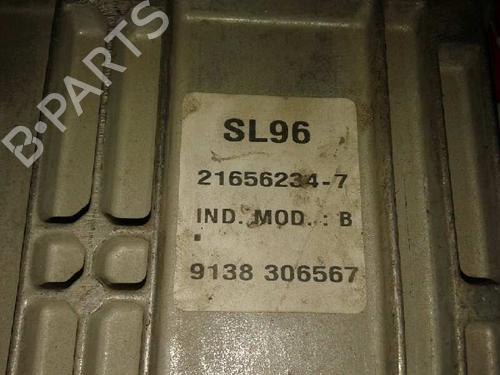 B-PARTS
SL96
21656234-7
IND. MOD. : B
9138 306567